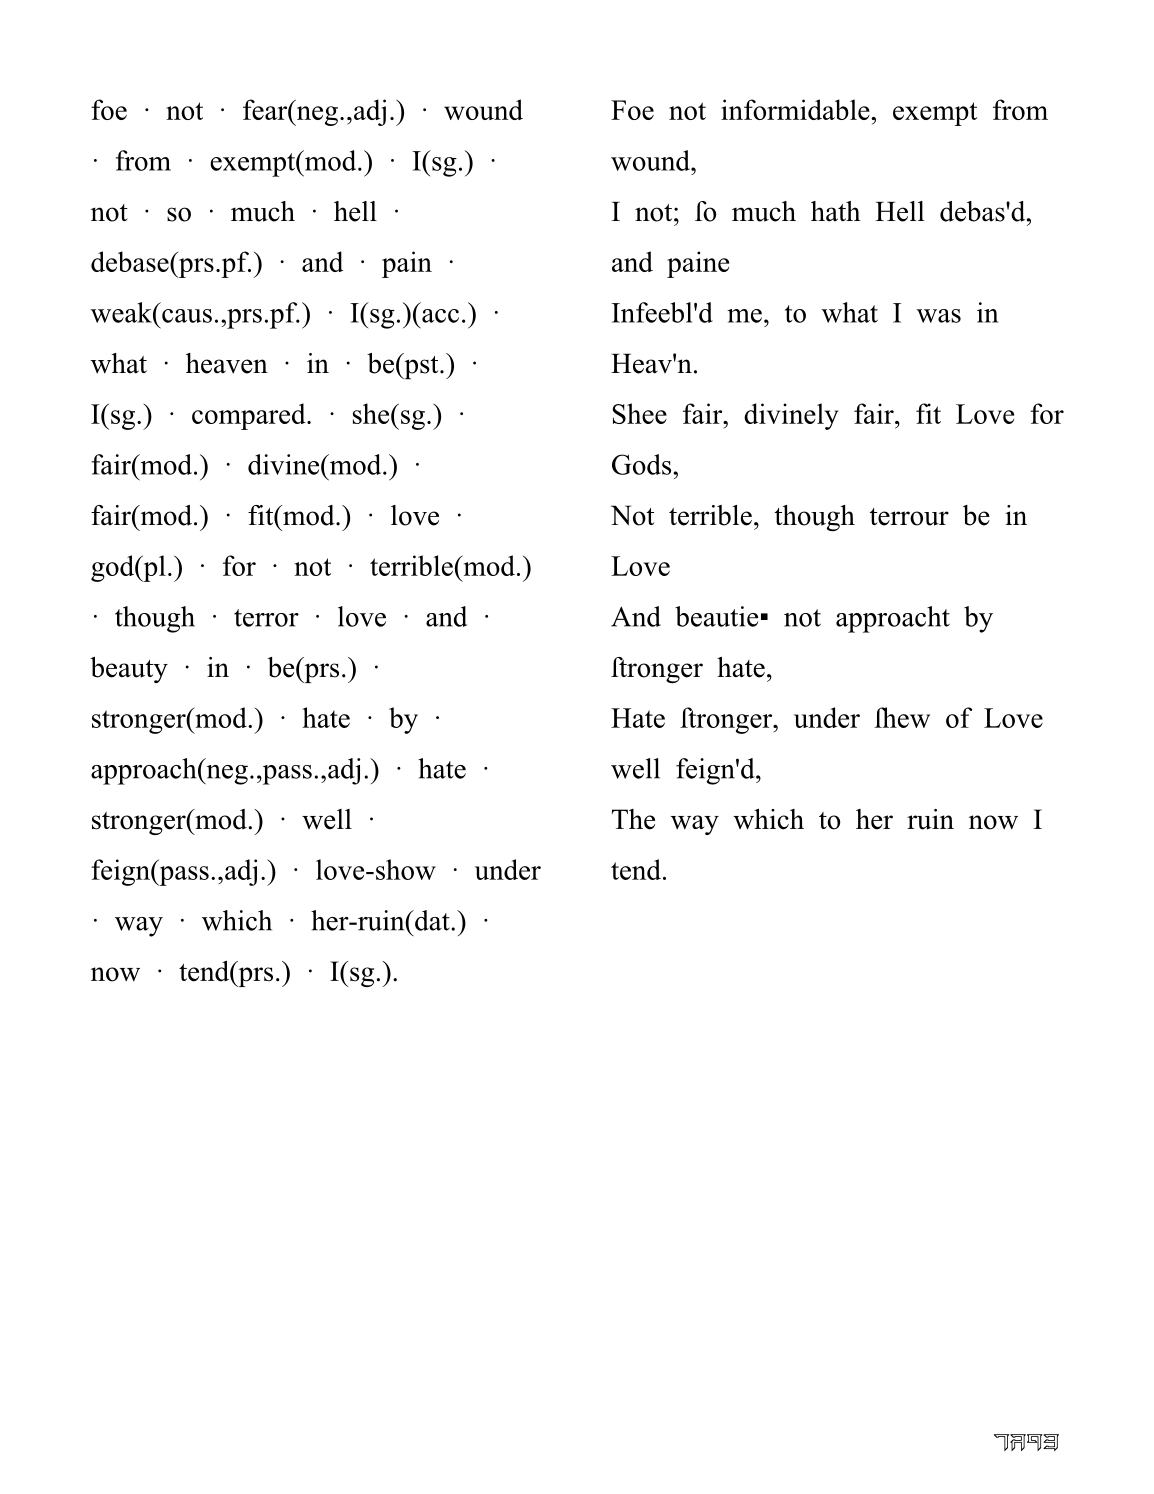 foe · not · fear(neg.,adj.) · wound
· from · exempt(mod.) · I(sg.) ·
not · so · much · hell ·
debase(prs.pf.) · and · pain ·
weak(caus.,prs.pf.) · I(sg.)(acc.) ·
what · heaven · in · be(pst.) ·
I(sg.) · compared. · she(sg.) ·
fair(mod.) · divine(mod.) ·
fair(mod.) · fit(mod.) · love ·
god(pl.) · for · not · terrible(mod.)
· though · terror · love · and ·
beauty · in · be(prs.) ·
stronger(mod.) · hate · by ·
approach(neg.,pass.,adj.) · hate ·
stronger(mod.) · well ·
feign(pass.,adj.) · love-show · under
· way · which · her-ruin(dat.) ·
now · tend(prs.) · I(sg.).
Foe not informidable, exempt from
wound,
I not; ſo much hath Hell debas'd,
and paine
Infeebl'd me, to what I was in
Heav'n.
Shee fair, divinely fair, fit Love for
Gods,
Not terrible, though terrour be in
Love
And beautie▪ not approacht by
ſtronger hate,
Hate ſtronger, under ſhew of Love
well feign'd,
The way which to her ruin now I
tend.